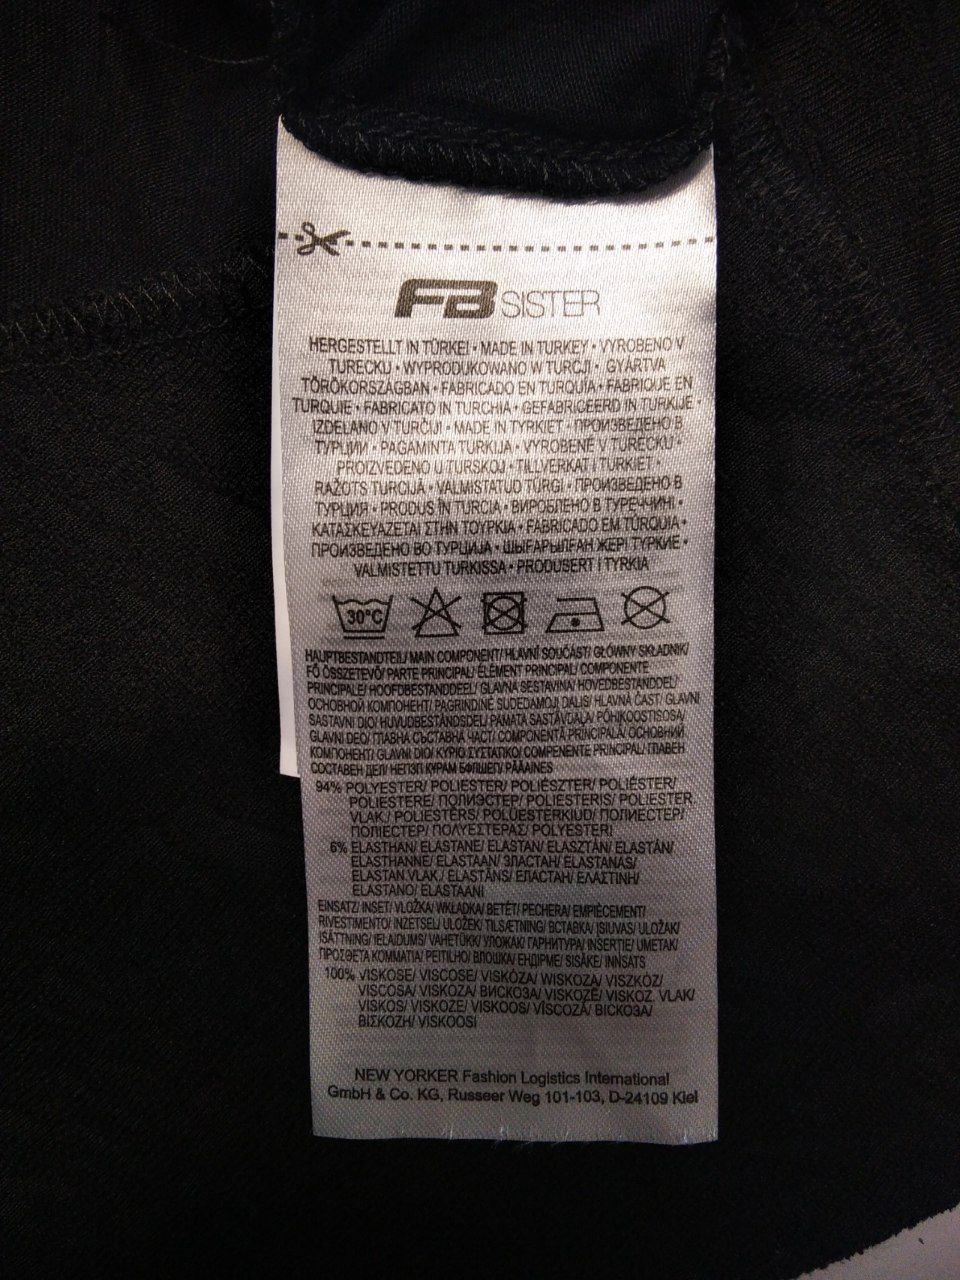 FB SISTER
HERGESTELLT IN TÜRKEI • MADE IN TURKEY • VYROBENO V
TURECKU • WYPRODUKOWANO W TURCJI • GYÁRTVA
TÖRÖKORSZÁGBAN • FABRICADO EN TURQUÍA • FABRIQUÉ EN
TURQUIE • FABRICATO IN TURCHIA • GEFABRICEERD IN TURKIJE
IZDELANO V TURČIJI • MADE IN TYRKIET • ПРОИЗВЕДЕНО В
ТУРЦИИ • PAGAMINTA TURKIJA • VYROBENÉ V TURECKU •
PROIZVEDENO U TURSKOJ • TILLVERKAT I TURKIET •
RAŽOTS TURCIJA • VALMISTATUD TÜRGI • ПРОИЗВЕДЕНО В
ТУРЦИЯ • PRODUS ÎN TURCIA • ВИРОБЛЕНО В ТУРЕЧЧИНІ •
ΚΑΤΑΣΚΕΥΑΖΕΤΑΙ ΣΤΗΝ ΤΟΥΡΚΙΑ • FABRICADO EM TURQUIA •
ПРОИЗВЕДЕНО ВО ТУРЦИЈА • ШЫҒАРЫЛҒАН ЖЕРІ ТҮРКИЕ •
VALMISTETTU TURKISSA • PRODUSERT I TYRKIA
30°C
HAUPTBESTANDTEIL/ MAIN COMPONENT/ HLAVNÍ SOUČÁST/ GŁÓWNY SKŁADNIK/
FŐ ÖSSZETEVŐ/ PARTE PRINCIPAL/ ÉLÉMENT PRINCIPAL/ COMPONENTE
PRINCIPALE/ HOOFDBESTANDDEEL/ GLAVNA SESTAVINA/ HOVEDBESTANDDEL/
ОСНОВНОЙ КОМПОНЕНТ/ PAGRINDINĖ SUDEDAMOJI DALIS/ HLAVNÁ ČASŤ/ GLAVNI
SASTAVNI DIO/ HUVUDBESTÅNDSDEL/ PAMATA SASTĀVDAĻA/ PÕHIKOOSTISOSA/
GLAVNI DEO/ ГЛАВНА СЪСТАВНА ЧАСТ/ COMPONENTĂ PRINCIPALĂ/ ОСНОВНИЙ
КОМПОНЕНТ/ GLAVNI DIO/ ΚΥΡΙΟ ΣΥΣΤΑΤΙΚΟ/ COMPONENTE PRINCIPAL/ ГЛАВЕН
СОСТАВЕН ДЕЛ/ НЕГІЗГІ ҚҰРАМ БӨЛШЕГІ/ PÄÄAINES
94% POLYESTER/ POLIESTER/ POLIÉSZTER/ POLIÉSTER/
POLIESTERE/ ПОЛИЭСТЕР/ POLIESTERIS/ POLIESTER
VLAK./ POLIESTĒRS/ POLÜESTERKIUD/ ПОЛИЕСТЕР/
ПОЛІЕСТЕР/ ΠΟΛΥΕΣΤΕΡΑΣ/ POLYESTERI
6% ELASTHAN/ ELASTANE/ ELASTAN/ ELASZTÁN/ ELASTÁN/
ELASTHANNE/ ELASTAAN/ ЭЛАСТАН/ ELASTANAS/
ELASTAN.VLAK./ ELASTĀNS/ ЕЛАСТАН/ ΕΛΑΣΤΙΝΗ/
ELASTANO/ ELASTAANI
EINSATZ/ INSET/ VLOŽKA/ WKŁADKA/ BETÉT/ PECHERA/ EMPIÈCEMENT/
RIVESTIMENTO/ INZETSEL/ ULOŽEK/ TILSÆTNING/ ВСТАВКА/ ĮSIUVAS/ ULOŽAK/
ISÄTTNING/ IELAIDUMS/ VAHETÜKK/ УЛОЖАК/ ГАРНИТУРА/ INSERȚIE/ UMETAK/
ΠΡΟΣΘΕΤΑ ΚΟΜΜΑΤΙΑ/ PEITILHO/ ВЛОШКА/ ЕНДІРМЕ/ SISÄKE/ INNSATS
100% VISKOSE/ VISCOSE/ VISKÓZA/ WISKOZA/ VISZKÓZ/
VISCOSA/ VISKOZA/ ВИСКОЗА/ VISKOZĖ/ VISKOZ. VLAK/
VISKOS/ VISKOZE/ VISKOOS/ VÎSCOZĂ/ ВІСКОЗА/
ΒΙΣΚΟΖΗ/ VISKOOSI
NEW YORKER Fashion Logistics International
GmbH & Co. KG, Russeer Weg 101-103, D-24109 Kiel